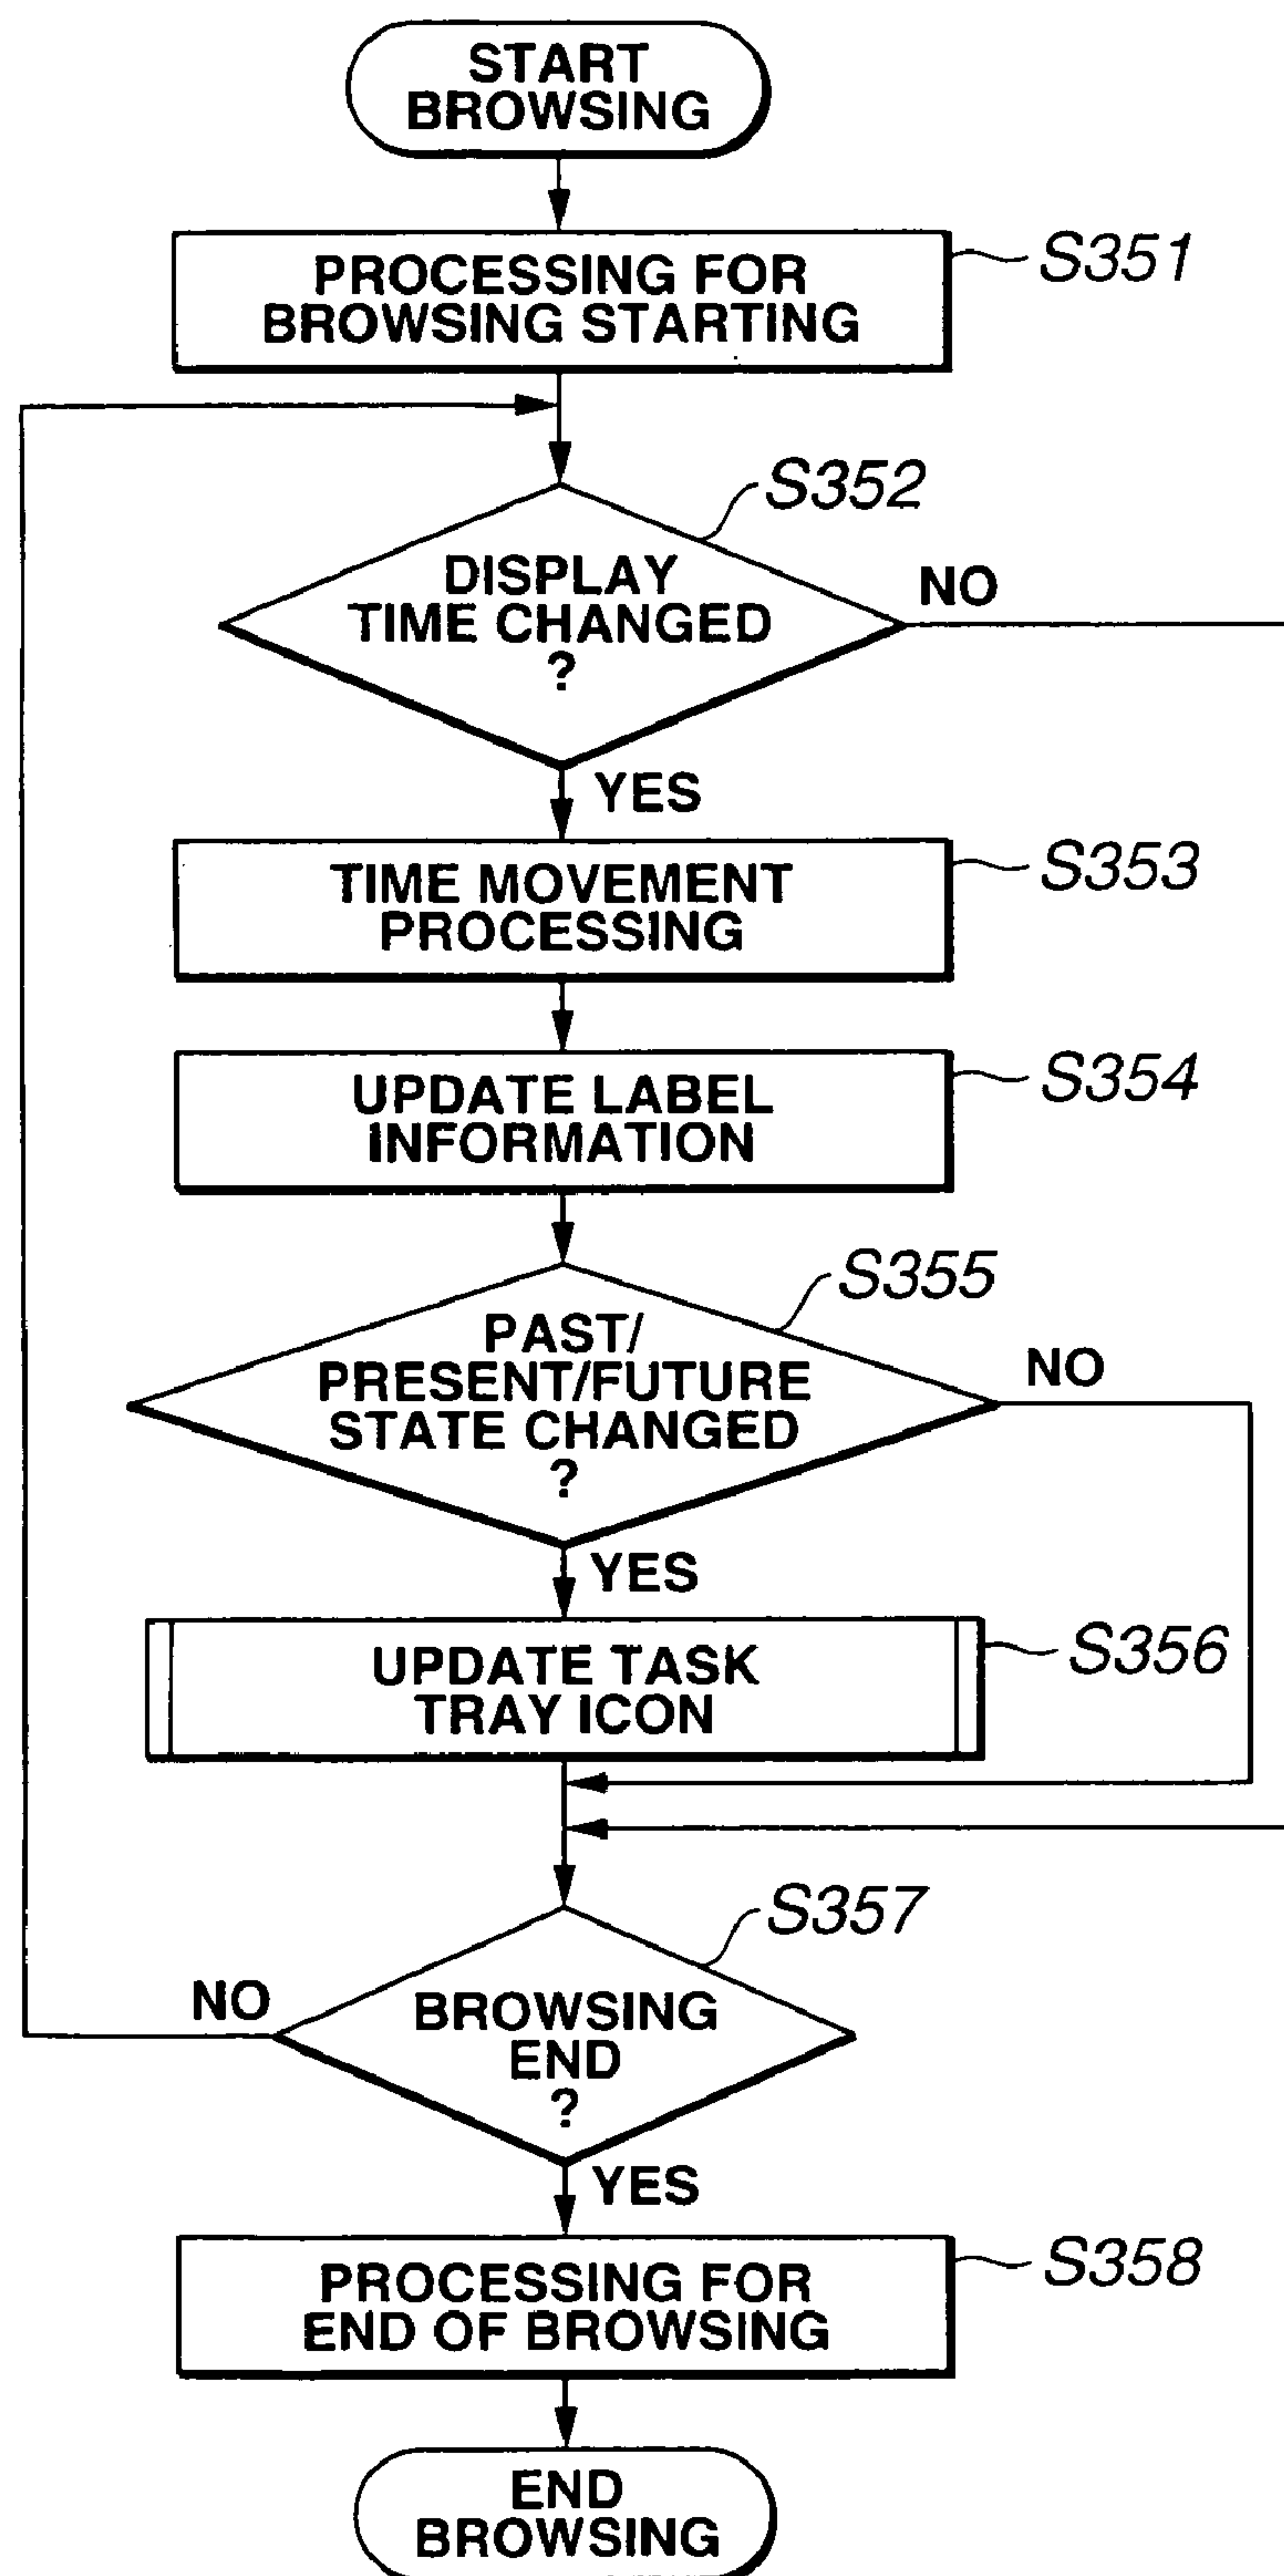 START
BROWSING
PROCESSING FOR
BROWSING STARTING
S351
S352
DISPLAY
TIME CHANGED
?
NO
YES
TIME MOVEMENT
PROCESSING
S353
UPDATE LABEL
INFORMATION
S354
S355
PAST/
PRESENT/FUTURE
STATE CHANGED
?
NO
YES
UPDATE TASK
TRAY ICON
S356
S357
BROWSING
END
?
NO
YES
PROCESSING FOR
END OF BROWSING
S358
END
BROWSING